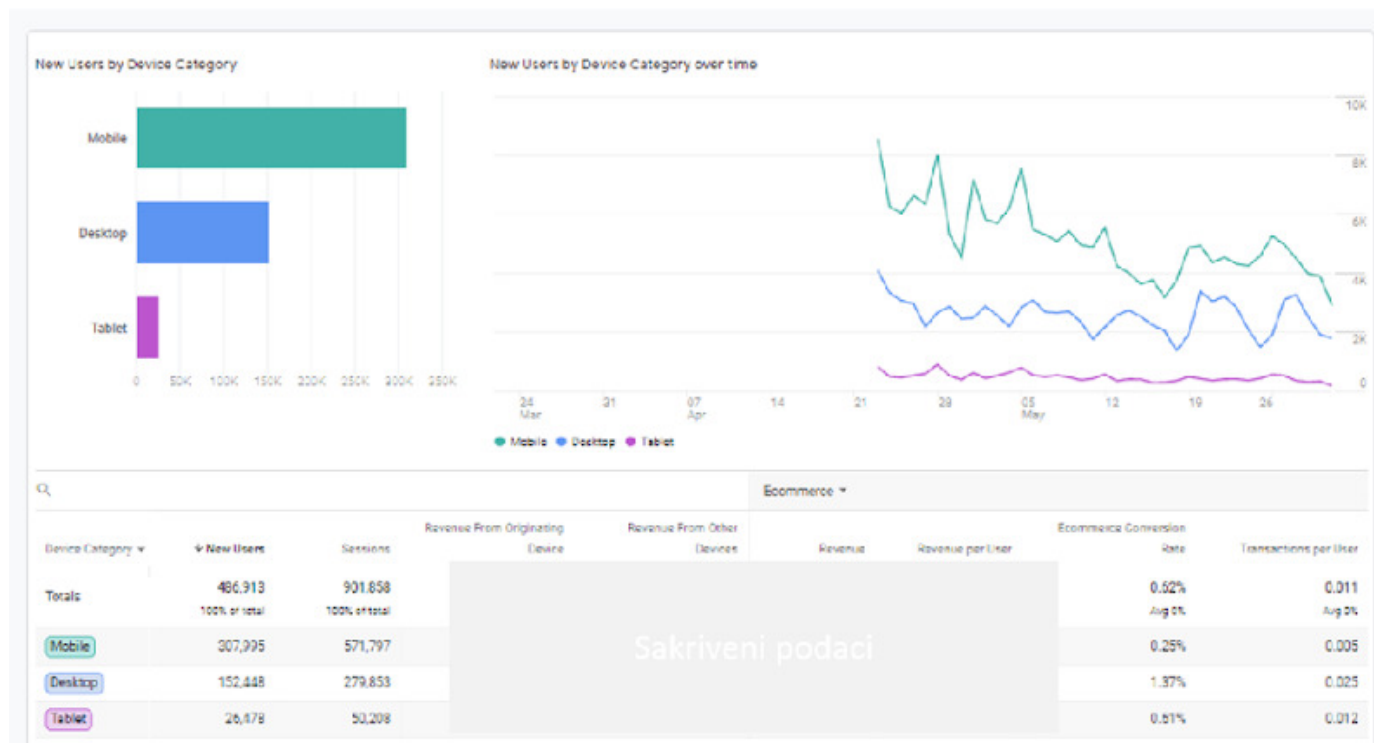 New Users by Device Category
New Users by Device Category over time
Mobile
Desktop
Tablet
0 50K 100K 150K 200K 250K 300K 350K
10K
8K
6K
4K
2K
0
24 Mar 31 07 Apr 14 21 28 05 May 12 19 26
Mobile Desktop Tablet
Ecommerce
Device Category New Users Sessions Revenue From Originating Device Revenue From Other Devices Revenue Revenue per User Ecommerce Conversion Rate Transactions per User
Totals 486,913 901,858 0.62% 0.011
100% of total 100% of total Avg 0% Avg 0%
Mobile 307,995 571,797 0.25% 0.005
Sakriveni podaci
Desktop 152,448 279,853 1.37% 0.025
Tablet 26,478 50,208 0.61% 0.012